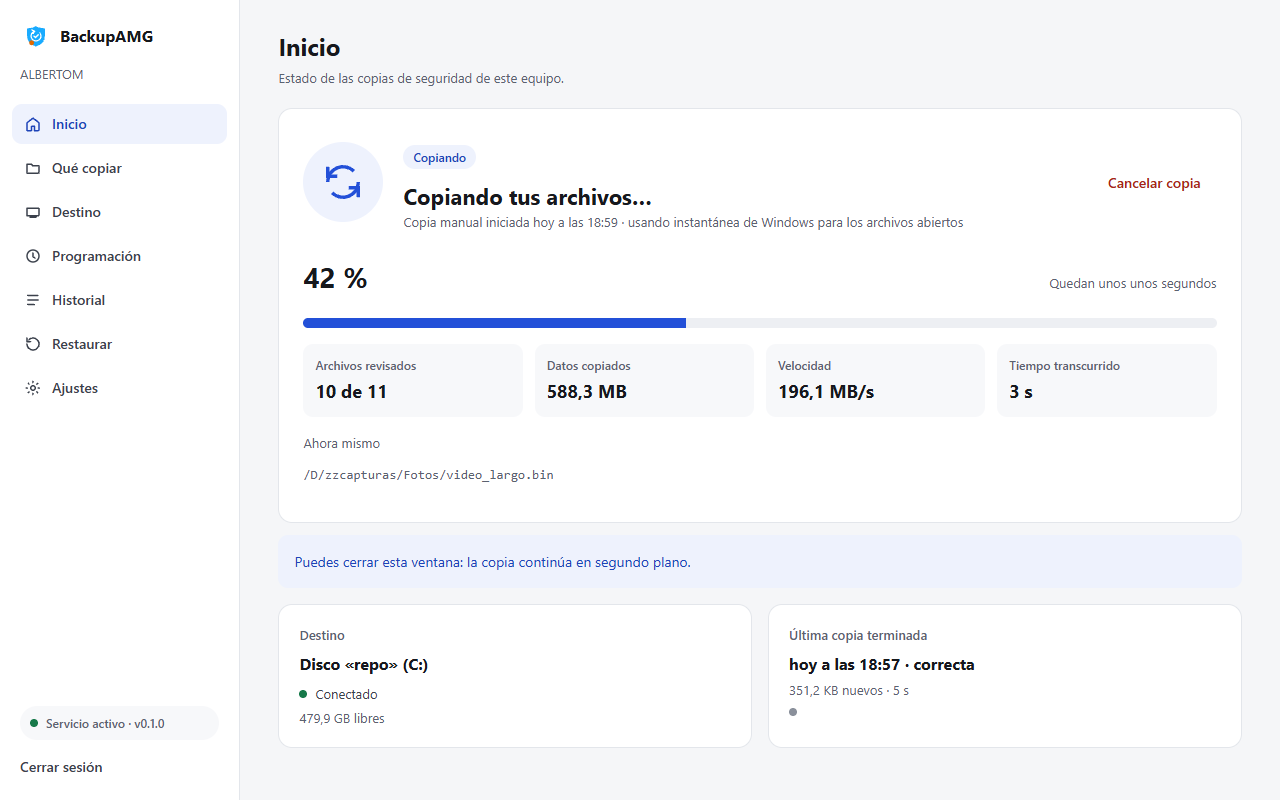 BackupAMG
ALBERTOM
Inicio
Qué copiar
Destino
Programación
Historial
Restaurar
Ajustes
Servicio activo · v0.1.0
Cerrar sesión
Inicio
Estado de las copias de seguridad de este equipo.
Copiando
Copiando tus archivos...
Copia manual iniciada hoy a las 18:59 · usando instantánea de Windows para los archivos abiertos
Cancelar copia
42 %
Quedan unos unos segundos
Archivos revisados
10 de 11
Datos copiados
588,3 MB
Velocidad
196,1 MB/s
Tiempo transcurrido
3 s
Ahora mismo
/D/zzcapturas/Fotos/video_largo.bin
Puedes cerrar esta ventana: la copia continúa en segundo plano.
Destino
Disco «repo» (C:)
Conectado
479,9 GB libres
Última copia terminada
hoy a las 18:57 · correcta
351,2 KB nuevos · 5 s